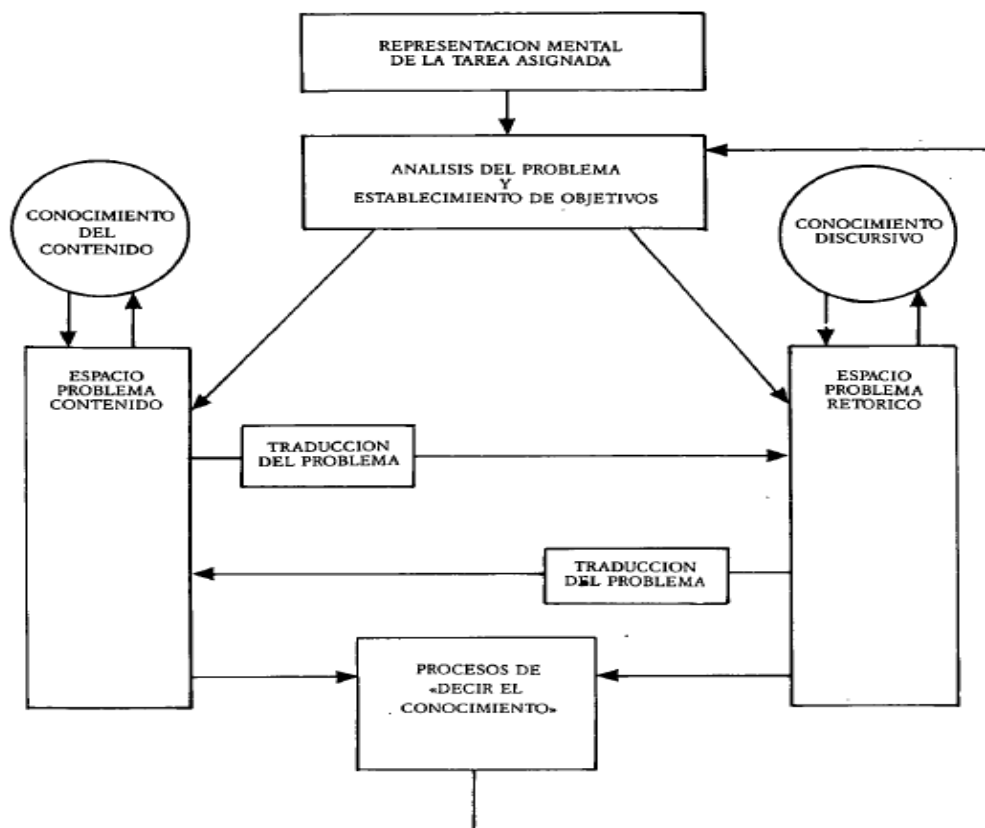 REPRESENTACION MENTAL
DE LA TAREA ASIGNADA
ANALISIS DEL PROBLEMA
Y
ESTABLECIMIENTO DE OBJETIVOS
CONOCIMIENTO
DEL
CONTENIDO
CONOCIMIENTO
DISCURSIVO
ESPACIO
PROBLEMA
CONTENIDO
ESPACIO
PROBLEMA
RETORICO
TRADUCCION
DEL PROBLEMA
TRADUCCION
DEL PROBLEMA
PROCESOS DE
«DECIR EL
CONOCIMIENTO»